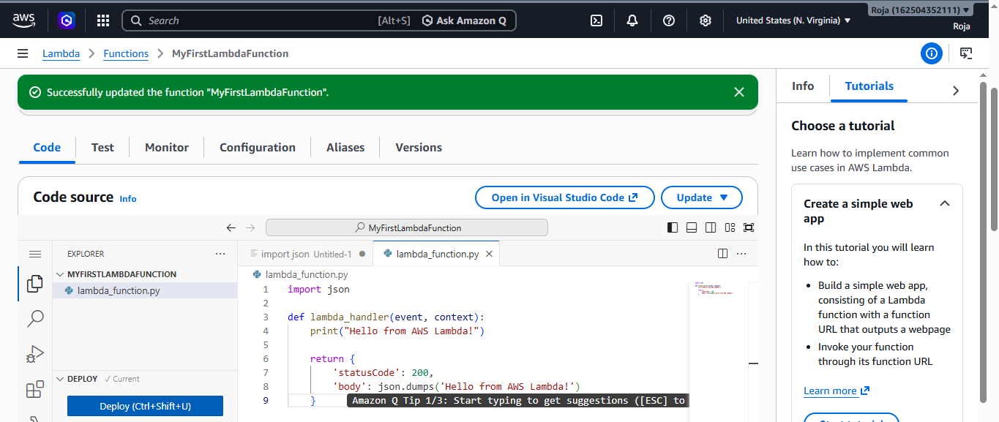 aws
Search [Alt+S] Ask Amazon Q
United States (N. Virginia) ▼
Roja (162504352111) ▼
Roja
Lambda > Functions > MyFirstLambdaFunction
Successfully updated the function "MyFirstLambdaFunction".
Code Test Monitor Configuration Aliases Versions
Code source Info
Open in Visual Studio Code
Update ▼
MyFirstLambdaFunction
EXPLORER
MYFIRSTLAMBDAFUNCTION
lambda_function.py
DEPLOY ✓ Current
Deploy (Ctrl+Shift+U)
import json Untitled-1 ●
lambda_function.py
lambda_function.py
1 import json
2
3 def lambda_handler(event, context):
4     print("Hello from AWS Lambda!")
5
6     return {
7         'statusCode': 200,
8         'body': json.dumps('Hello from AWS Lambda!')
9     }
Amazon Q Tip 1/3: Start typing to get suggestions ([ESC] to
Info Tutorials
Choose a tutorial
Learn how to implement common
use cases in AWS Lambda.
Create a simple web
app
In this tutorial you will learn
how to:
• Build a simple web app,
consisting of a Lambda
function with a function
URL that outputs a webpage
• Invoke your function
through its function URL
Learn more